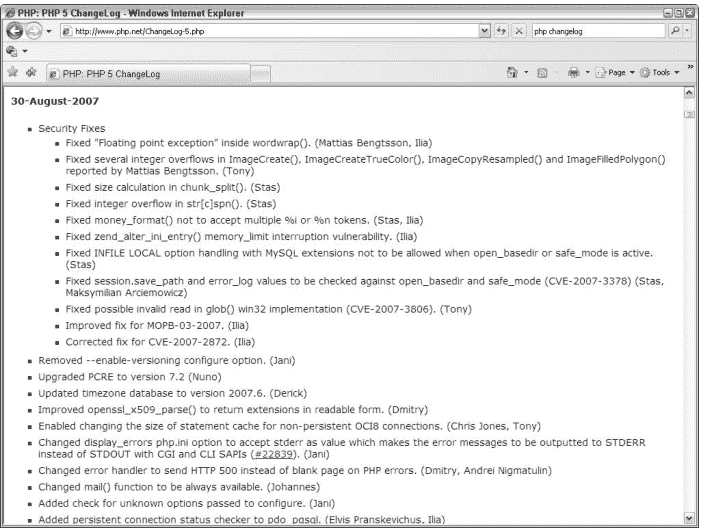 PHP: PHP 5 ChangeLog - Windows Internet Explorer
http://www.php.net/ChangeLog-5.php
php changelog
PHP: PHP 5 ChangeLog
Page
Tools
»
30-August-2007
▪ Security Fixes
▪ Fixed "Floating point exception" inside wordwrap(). (Mattias Bengtsson, Ilia)
▪ Fixed several integer overflows in ImageCreate(), ImageCreateTrueColor(), ImageCopyResampled() and ImageFilledPolygon()
reported by Mattias Bengtsson. (Tony)
▪ Fixed size calculation in chunk_split(). (Stas)
▪ Fixed integer overflow in str[c]spn(). (Stas)
▪ Fixed money_format() not to accept multiple %i or %n tokens. (Stas, Ilia)
▪ Fixed zend_alter_ini_entry() memory_limit interruption vulnerability. (Ilia)
▪ Fixed INFILE LOCAL option handling with MySQL extensions not to be allowed when open_basedir or safe_mode is active.
(Stas)
▪ Fixed session.save_path and error_log values to be checked against open_basedir and safe_mode (CVE-2007-3378) (Stas,
Maksymilian Arciemowicz)
▪ Fixed possible invalid read in glob() win32 implementation (CVE-2007-3806). (Tony)
▪ Improved fix for MOPB-03-2007. (Ilia)
▪ Corrected fix for CVE-2007-2872. (Ilia)
▪ Removed --enable-versioning configure option. (Jani)
▪ Upgraded PCRE to version 7.2 (Nuno)
▪ Updated timezone database to version 2007.6. (Derick)
▪ Improved openssl_x509_parse() to return extensions in readable form. (Dmitry)
▪ Enabled changing the size of statement cache for non-persistent OCI8 connections. (Chris Jones, Tony)
▪ Changed display_errors php.ini option to accept stderr as value which makes the error messages to be outputted to STDERR
instead of STDOUT with CGI and CLI SAPIs (#22839). (Jani)
▪ Changed error handler to send HTTP 500 instead of blank page on PHP errors. (Dmitry, Andrei Nigmatulin)
▪ Changed mail() function to be always available. (Johannes)
▪ Added check for unknown options passed to configure. (Jani)
▪ Added persistent connection status checker to pdo_pgsql. (Elvis Pranskevichus, Ilia)